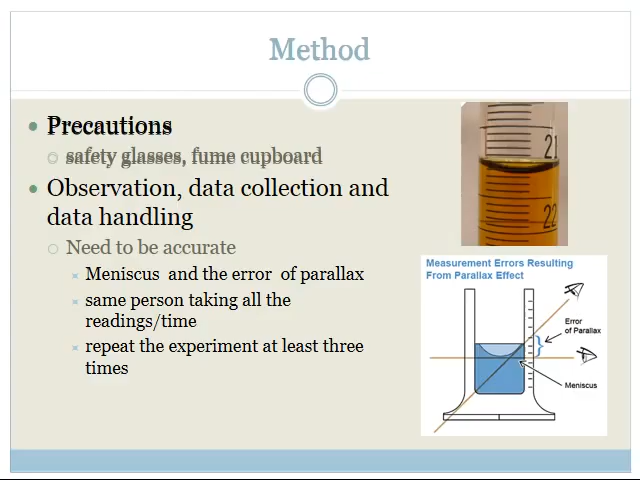 Method
Precautions
safety glasses, fume cupboard
Observation, data collection and
data handling
Need to be accurate
Meniscus and the error of parallax
same person taking all the
readings/time
repeat the experiment at least three
times
21
22
Measurement Errors Resulting
From Parallax Effect
Error
of Parallax
Meniscus